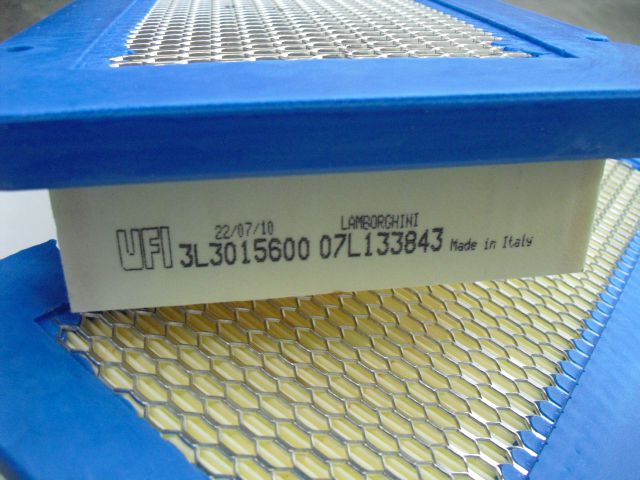 22/07/10 LAMBORGHINI
UFI 3L3015600 07L133843 Made in Italy